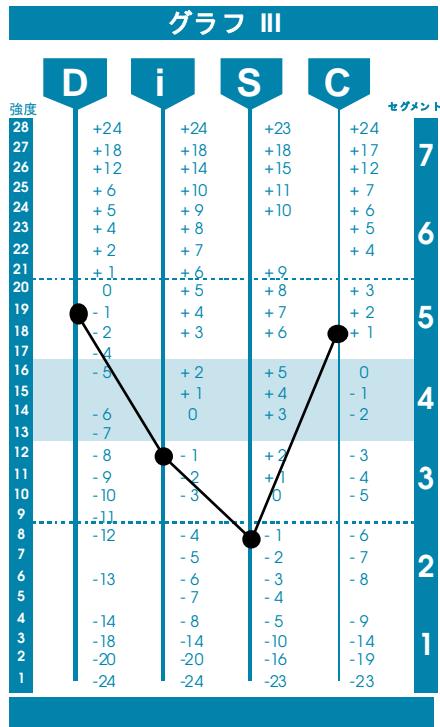 グラフ III
D i S C
強度 セグメント
28 +24 +24 +23 +24
27 +18 +18 +18 +17 7
26 +12 +14 +15 +12
25 + 6 +10 +11 + 7
24 + 5 + 9 +10 + 6
23 + 4 + 8 + 5 6
22 + 2 + 7 + 4
21 + 1 + 6 + 9
20 0 + 5 + 8 + 3
19 - 1 + 4 + 7 + 2 5
18 - 2 + 3 + 6 + 1
17 - 4
16 - 5 + 2 + 5 0
15 + 1 + 4 - 1 4
14 - 6 0 + 3 - 2
13 - 7
12 - 8 - 1 + 2 - 3
11 - 9 - 2 + 1 - 4 3
10 -10 - 3 0 - 5
9 -11
8 -12 - 4 - 1 - 6
7 - 5 - 2 - 7 2
6 -13 - 6 - 3 - 8
5 - 7 - 4
4 -14 - 8 - 5 - 9
3 -18 -14 -10 -14 1
2 -20 -20 -16 -19
1 -24 -24 -23 -23